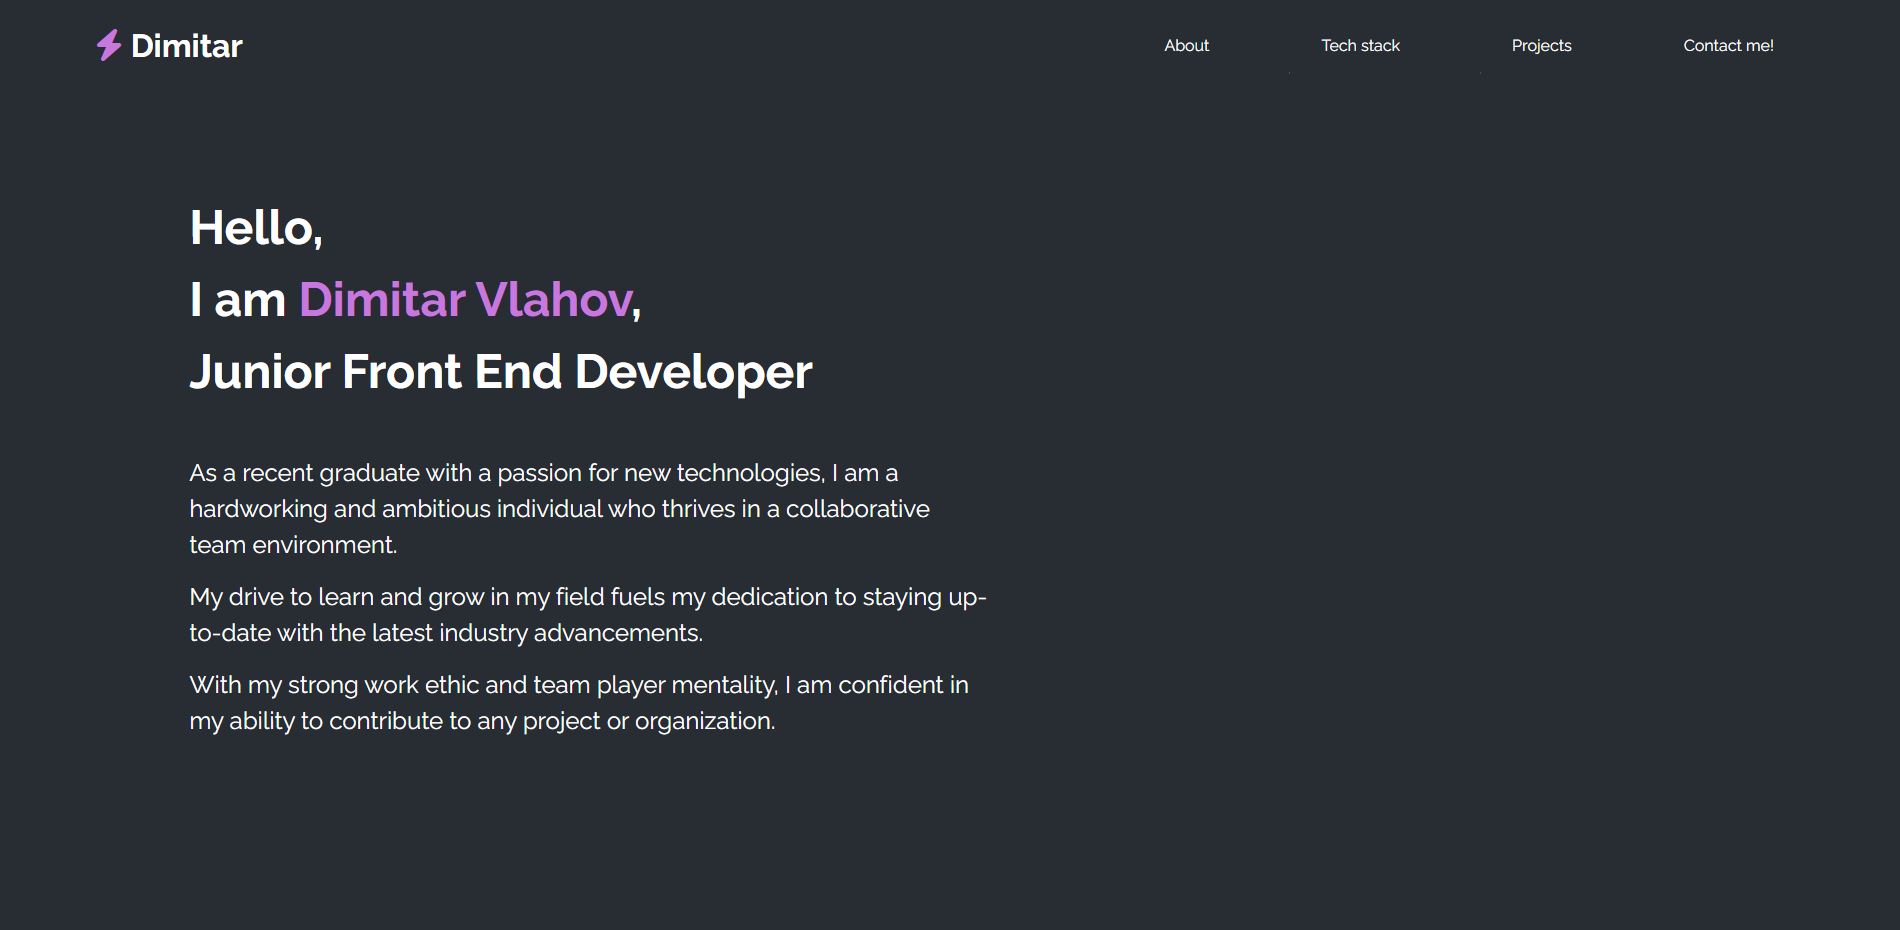 Dimitar
About
Tech stack
Projects
Contact me!
Hello,
I am Dimitar Vlahov,
Junior Front End Developer
As a recent graduate with a passion for new technologies, I am a
hardworking and ambitious individual who thrives in a collaborative
team environment.
My drive to learn and grow in my field fuels my dedication to staying up-
to-date with the latest industry advancements.
With my strong work ethic and team player mentality, I am confident in
my ability to contribute to any project or organization.